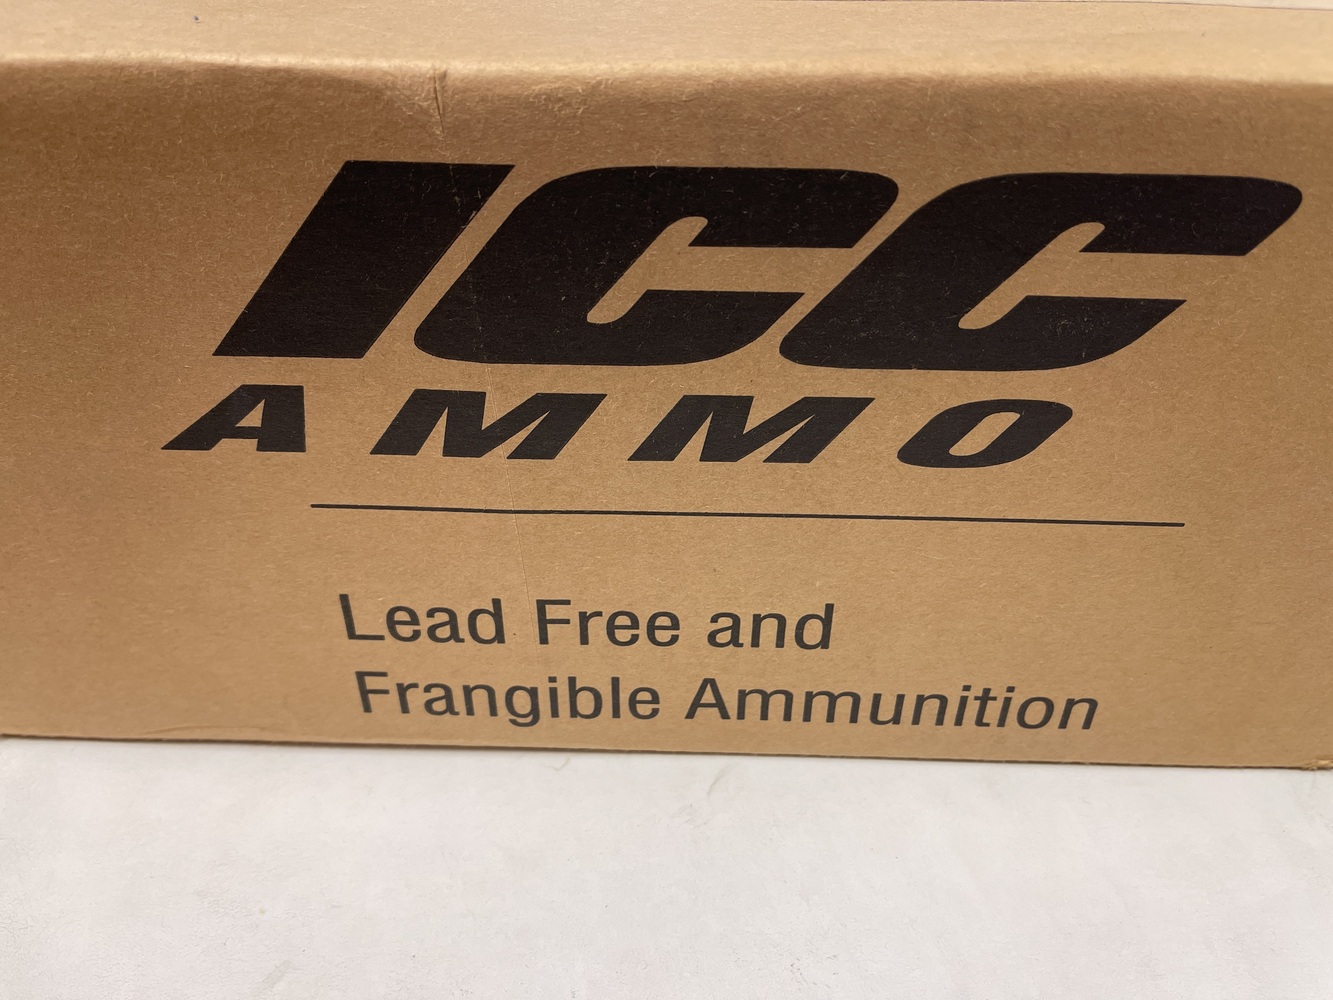 ICC
AMMO
Lead Free and
Frangible Ammunition